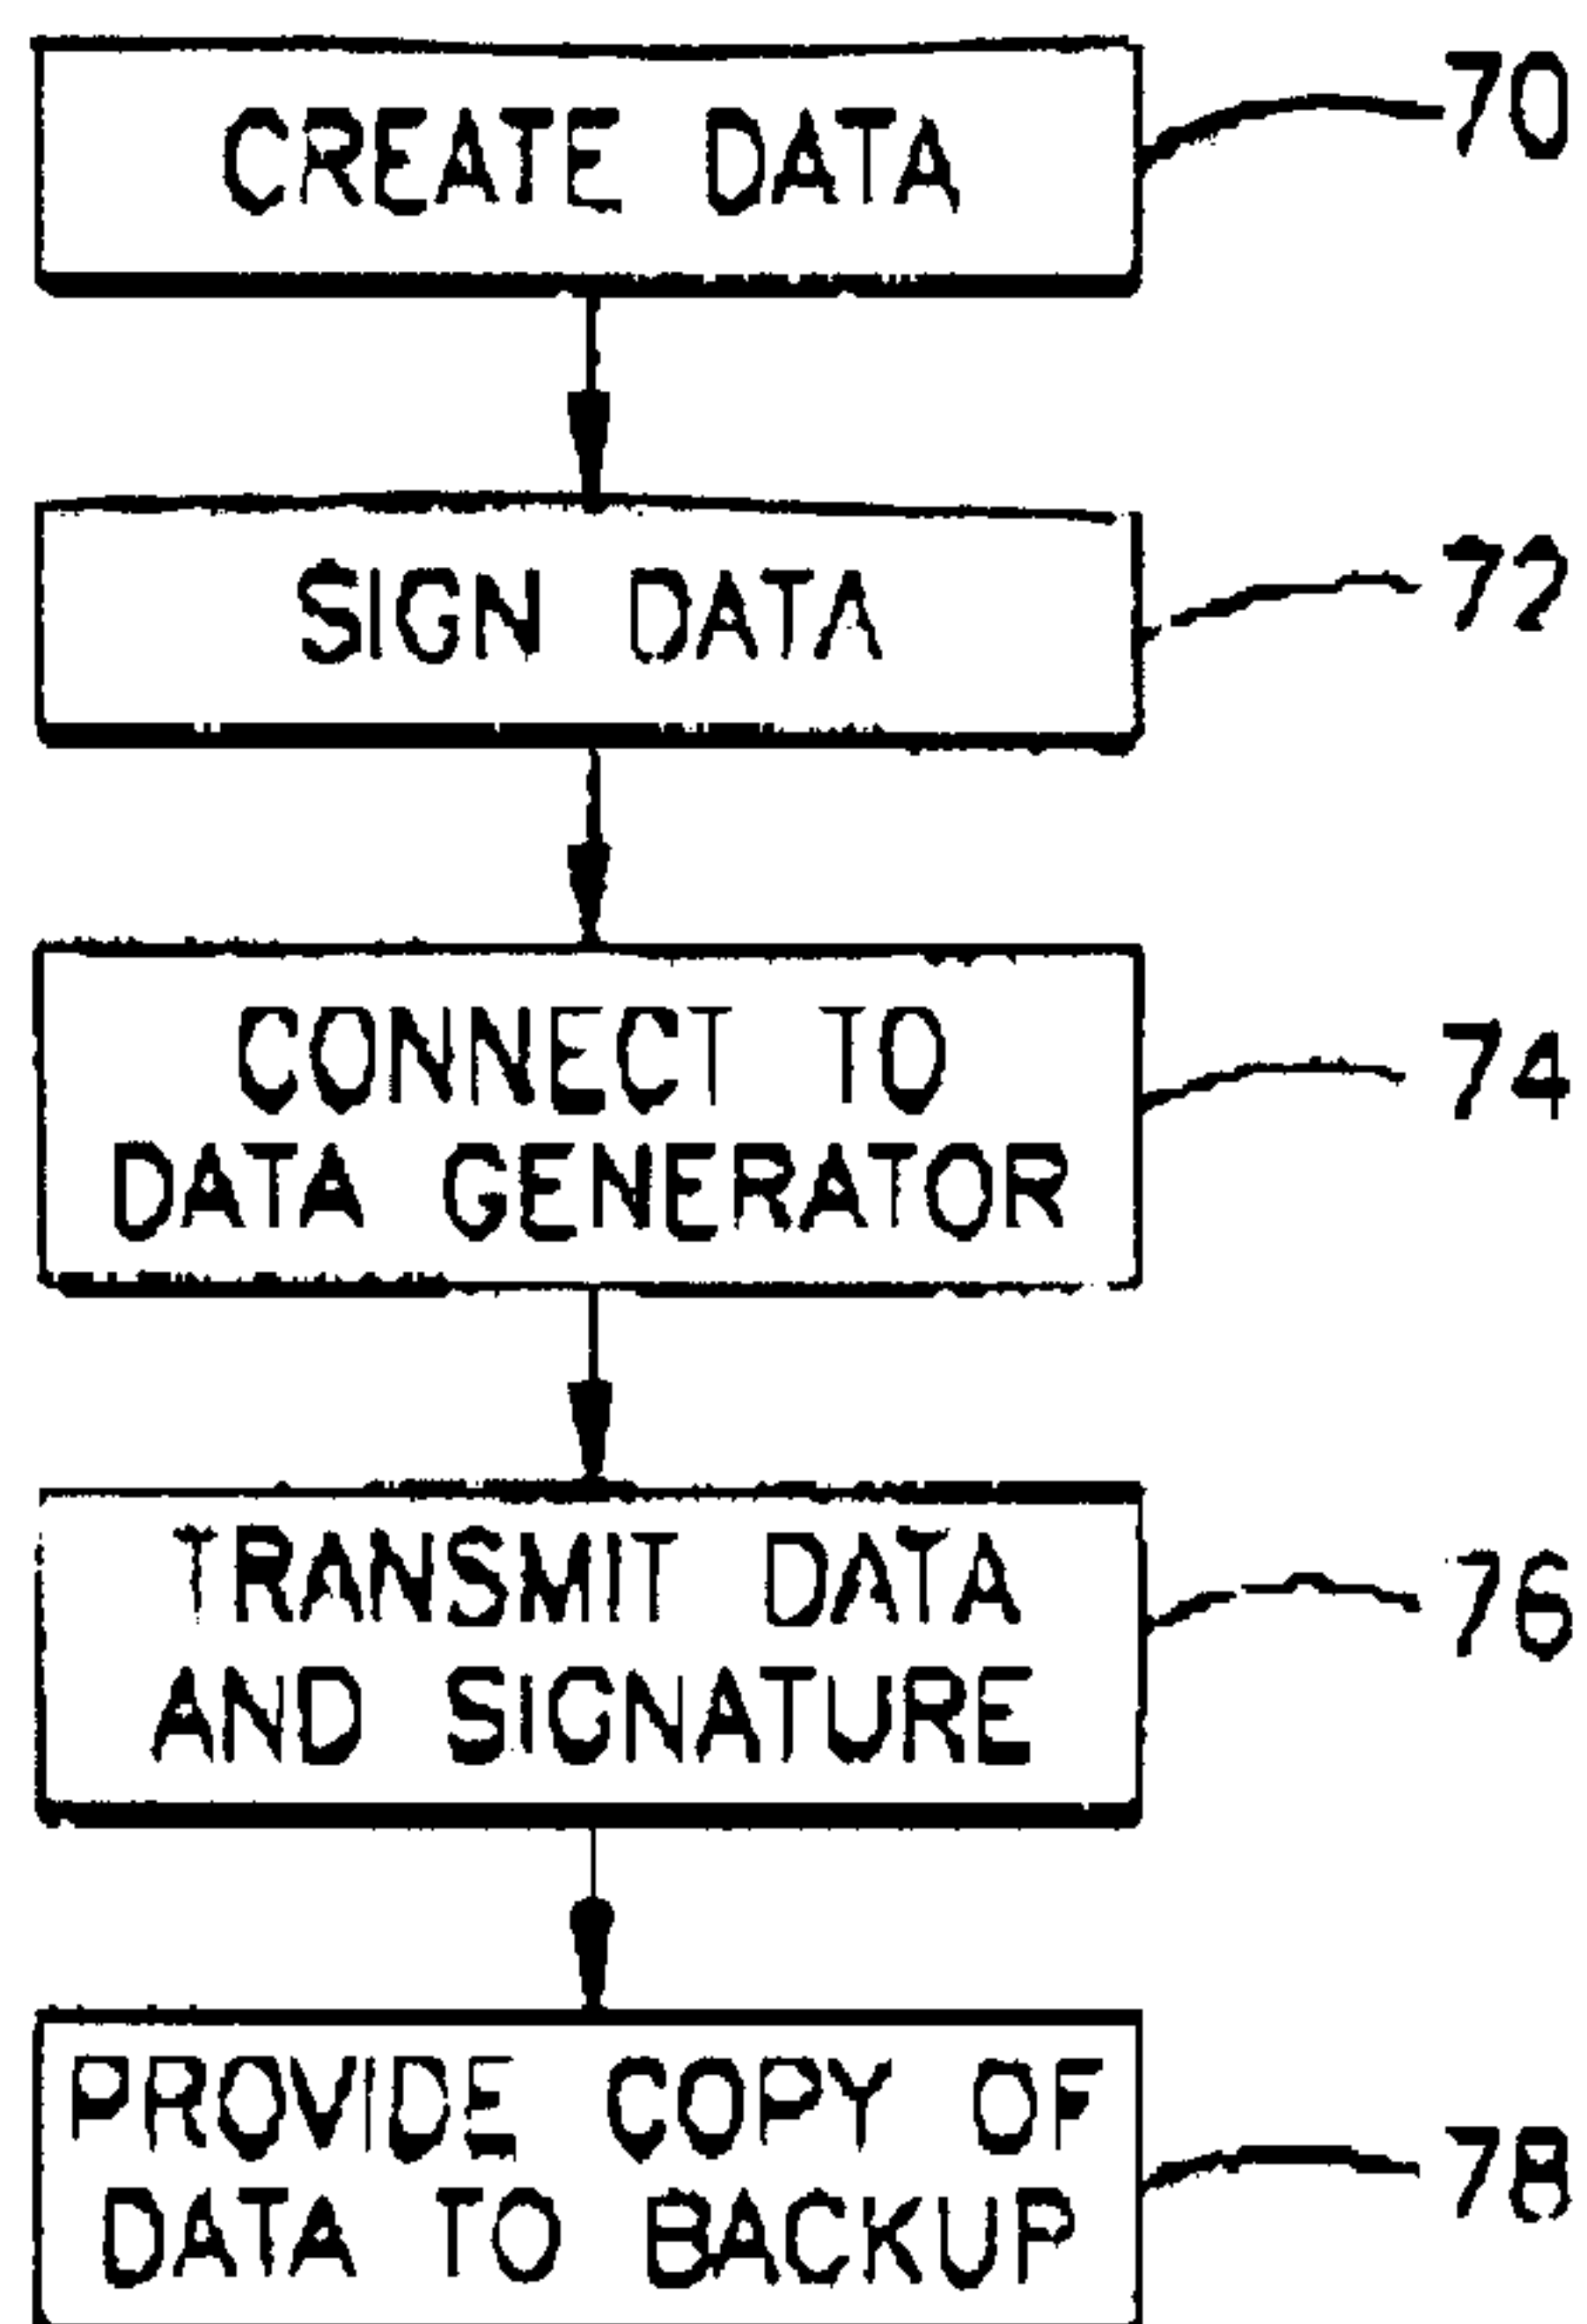 CREATE DATA
70
SIGN DATA
72
CONNECT TO
DATA GENERATOR
74
TRANSMIT DATA
AND SIGNATURE
76
PROVIDE COPY OF
DATA TO BACKUP
78